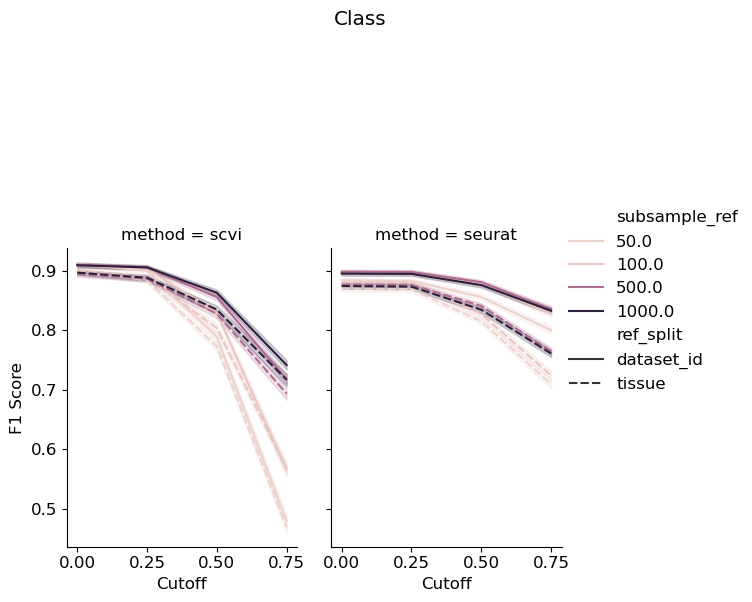 Class
method = scvi
method = seurat
subsample_ref
50.0
100.0
500.0
1000.0
ref_split
dataset_id
tissue
F1 Score
0.9
0.8
0.7
0.6
0.5
0.00 0.25 0.50 0.75
0.00 0.25 0.50 0.75
Cutoff
Cutoff